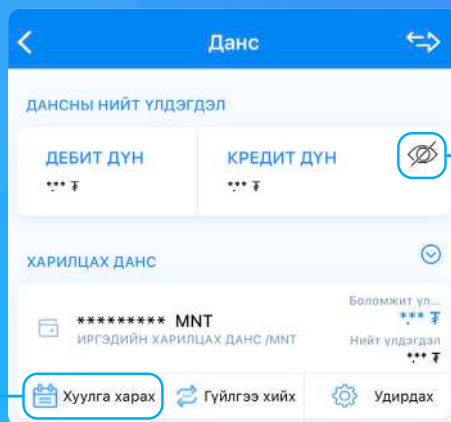 Данс
ДАНСНЫ НИЙТ ҮЛДЭГДЭЛ
ДЕБИТ ДҮН КРЕДИТ ДҮН
*.** ₮ *.** ₮
ХАРИЛЦАХ ДАНС
Боломжит үл...
********* MNT *.** ₮
ИРГЭДИЙН ХАРИЛЦАХ ДАНС /MNT Нийт үлдэгдэл
*.** ₮
Хуулга харах Гүйлгээ хийх Удирдах